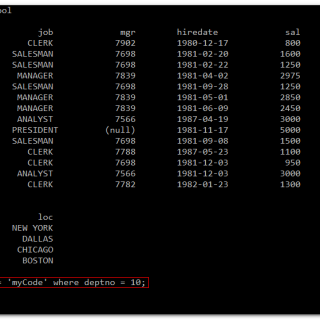 ool
job mgr hiredate sal
CLERK 7902 1980-12-17 800
SALESMAN 7698 1981-02-20 1600
SALESMAN 7698 1981-02-22 1250
MANAGER 7839 1981-04-02 2975
SALESMAN 7698 1981-09-28 1250
MANAGER 7839 1981-05-01 2850
MANAGER 7839 1981-06-09 2450
ANALYST 7566 1987-04-19 3000
PRESIDENT (null) 1981-11-17 5000
SALESMAN 7698 1981-09-08 1500
CLERK 7788 1987-05-23 1100
CLERK 7698 1981-12-03 950
ANALYST 7566 1981-12-03 3000
CLERK 7782 1982-01-23 1300
loc
NEW YORK
DALLAS
CHICAGO
BOSTON
= 'myCode' where deptno = 10;